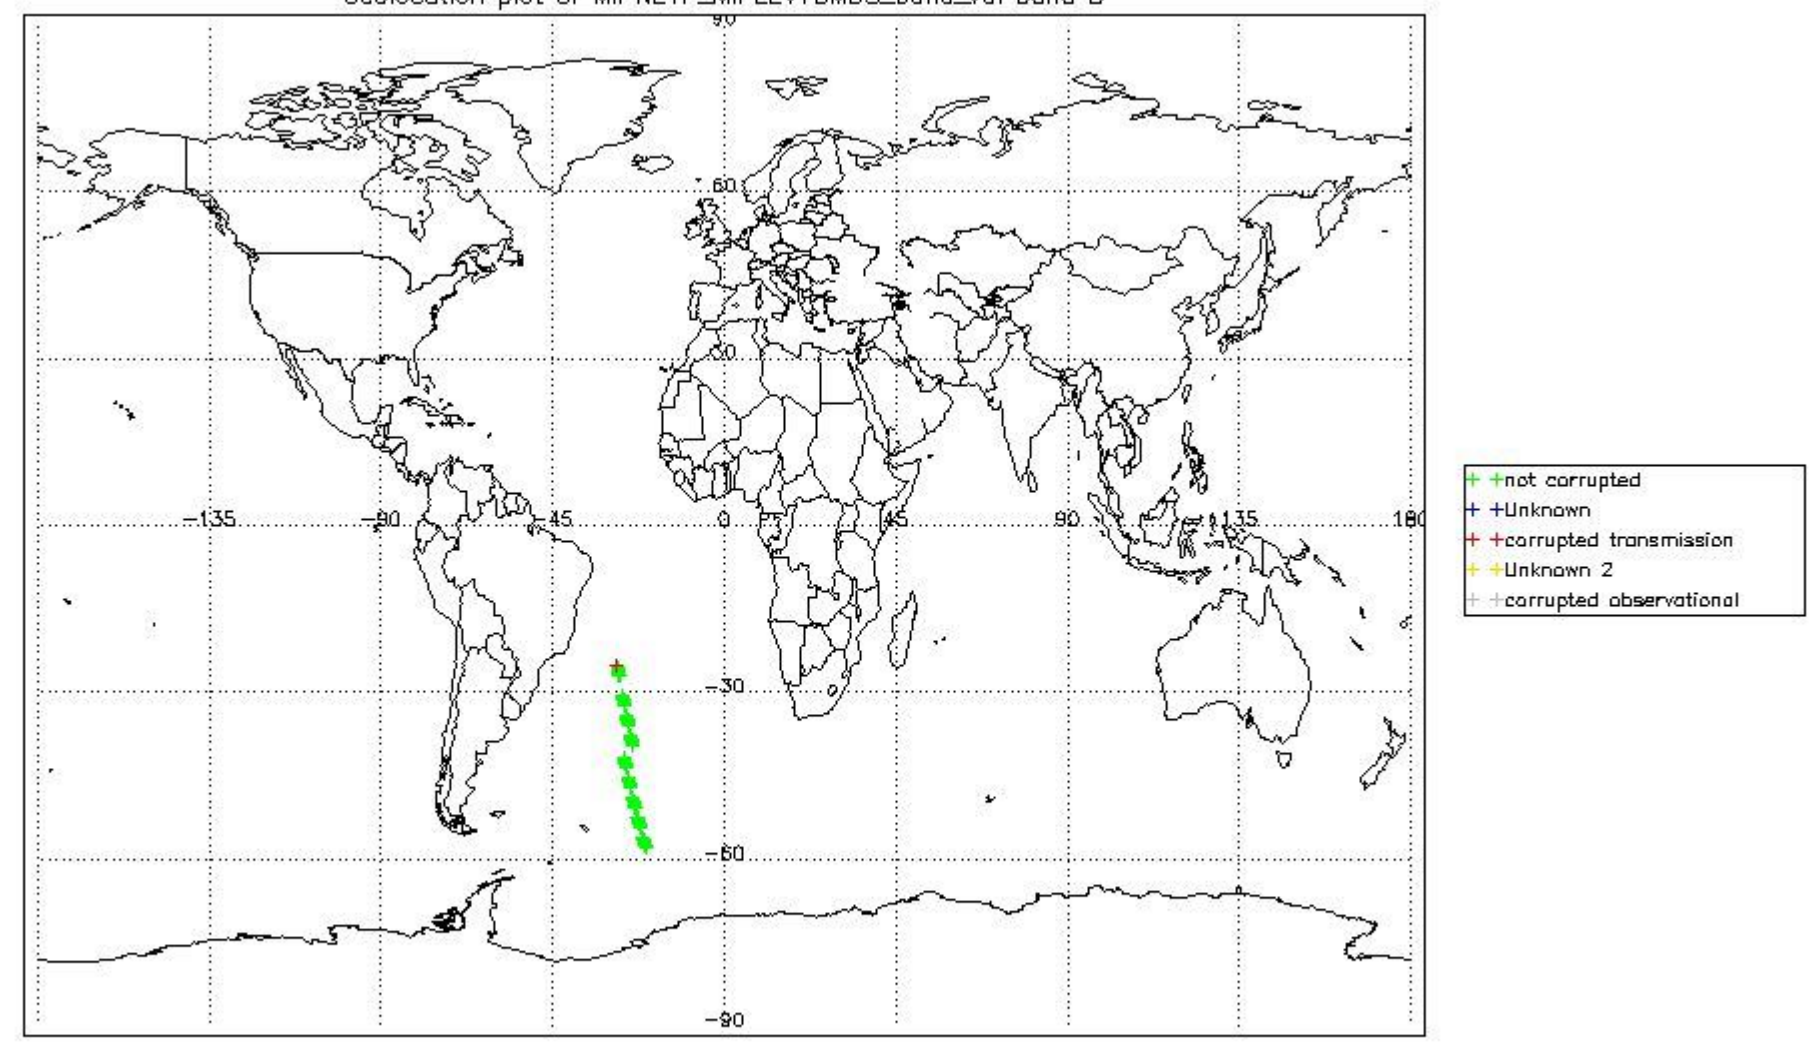 90
60
30
-135 -90 -45 0 45 90 135 180
-30
-60
-90
not corrupted
Unknown
corrupted transmission
Unknown 2
corrupted observational